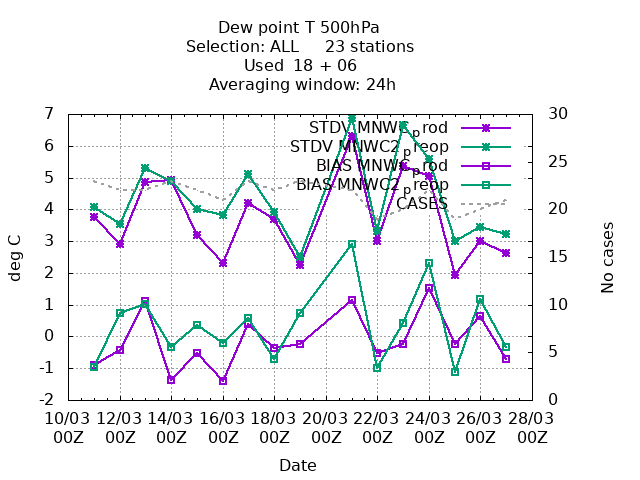 Dew point T 500hPa
Selection: ALL 23 stations
Used 18 + 06
Averaging window: 24h
STDV MNWC_prod
STDV MNWC2_preop
BIAS MNWC_prod
BIAS MNWC2_preop
CASES
7
6
5
4
3
2
1
0
-1
-2
30
25
20
15
10
5
0
deg C
No cases
10/03 12/03 14/03 16/03 18/03 20/03 22/03 24/03 26/03 28/03
00Z 00Z 00Z 00Z 00Z 00Z 00Z 00Z 00Z 00Z
Date